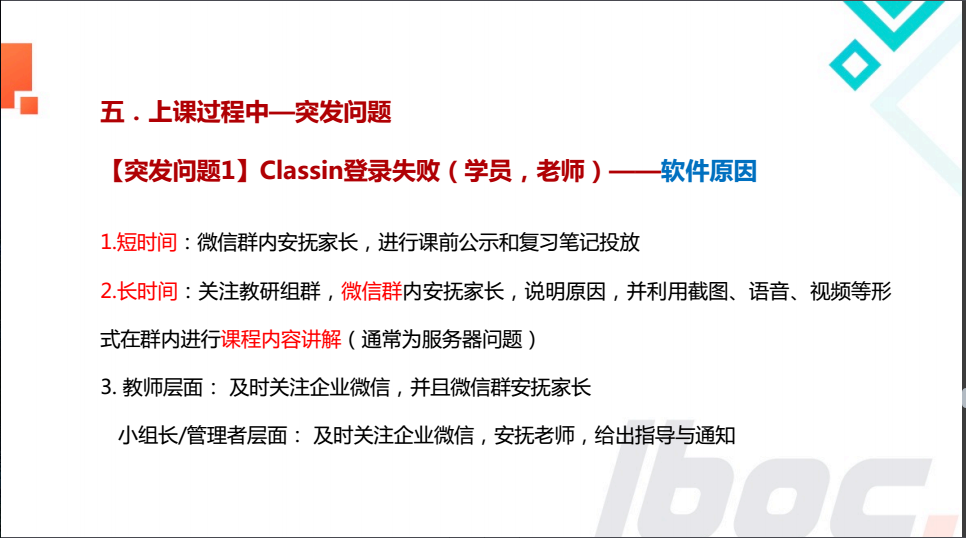 五．上课过程中—突发问题
【突发问题1】Classin登录失败（学员，老师）——软件原因
1.短时间：微信群内安抚家长，进行课前公示和复习笔记投放
2.长时间：关注教研组群，微信群内安抚家长，说明原因，并利用截图、语音、视频等形
式在群内进行课程内容讲解（通常为服务器问题）
3. 教师层面： 及时关注企业微信，并且微信群安抚家长
小组长/管理者层面： 及时关注企业微信，安抚老师，给出指导与通知
lboc.